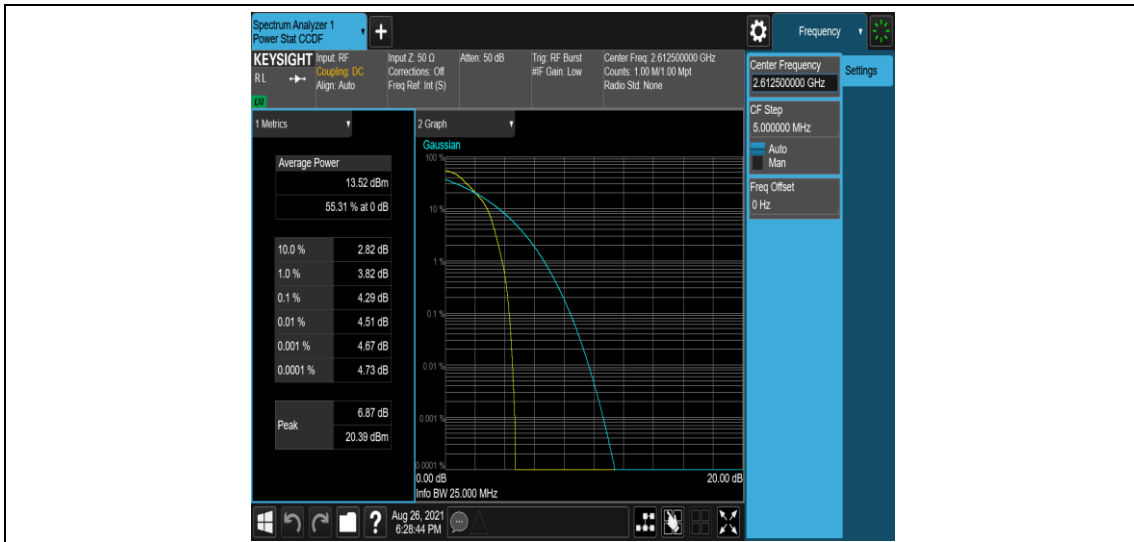 Spectrum Analyzer 1
Power Stat CCDF
Frequency
KEYSIGHT
Input: RF
Coupling: DC
Align: Auto
Input Z: 50 Ω
Corrections: Off
Freq Ref: Int (S)
Atten: 50 dB
Trig: RF Burst
#IF Gain: Low
Center Freq: 2.612500000 GHz
Counts: 1.00 M/1.00 Mpt
Radio Std: None
R L
LXI
Center Frequency
2.612500000 GHz
Settings
CF Step
5.000000 MHz
Auto
Man
Freq Offset
0 Hz
1 Metrics
Average Power
13.52 dBm
55.31 % at 0 dB
10.0 % 2.82 dB
1.0 % 3.82 dB
0.1 % 4.29 dB
0.01 % 4.51 dB
0.001 % 4.67 dB
0.0001 % 4.73 dB
Peak
6.87 dB
20.39 dBm
2 Graph
Gaussian
100 %
10 %
1 %
0.1 %
0.01 %
0.001 %
0.0001 %
0.00 dB 20.00 dB
Info BW 25.000 MHz
?
Aug 26, 2021
6:28:44 PM